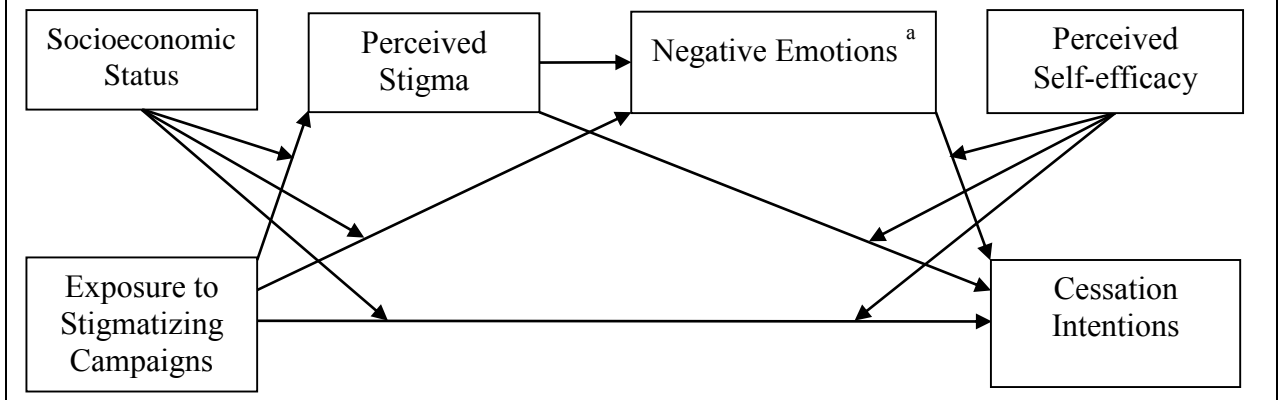 Socioeconomic
Status
Perceived
Stigma
Negative Emotions a
Perceived
Self-efficacy
Exposure to
Stigmatizing
Campaigns
Cessation
Intentions